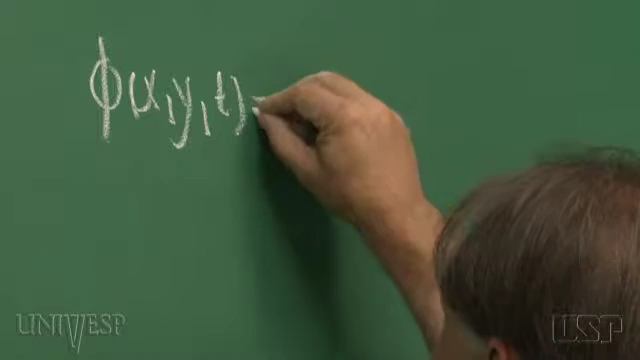 ϕ(x,y,t)=
UNIVESP
USP